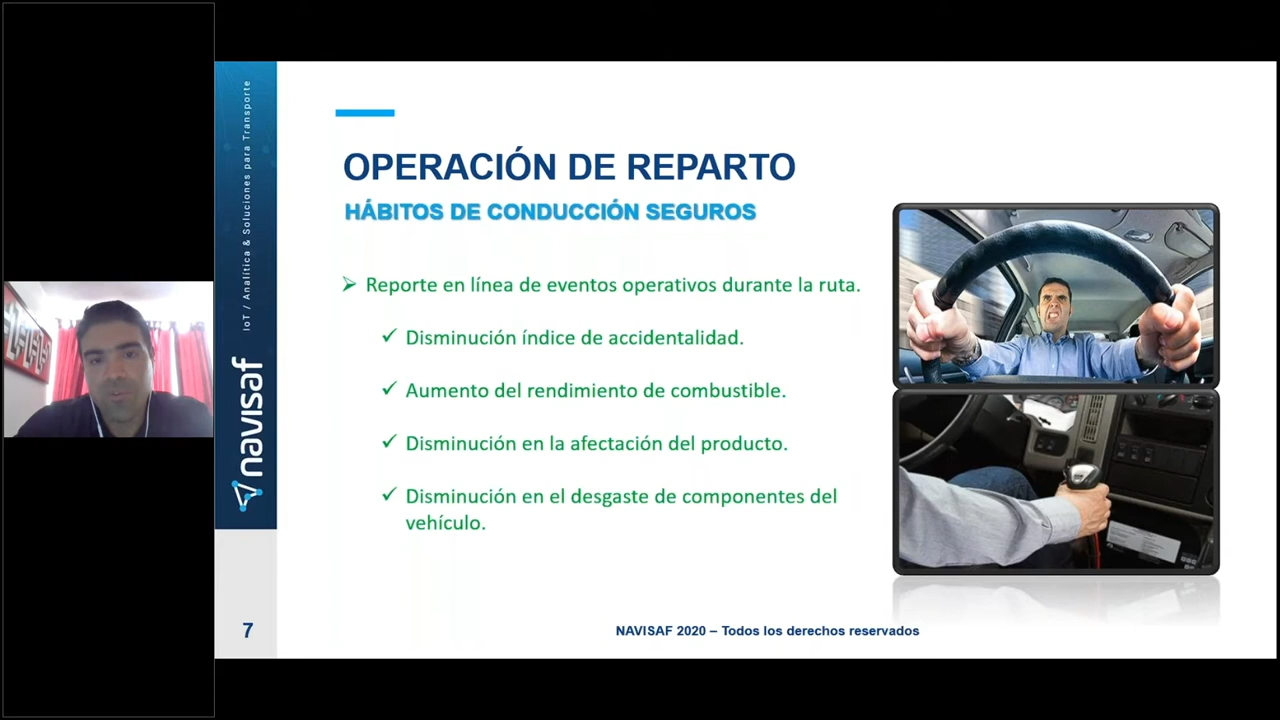 IoT / Analítica & Soluciones para Transporte
navisaf
OPERACIÓN DE REPARTO
HÁBITOS DE CONDUCCIÓN SEGUROS
➢ Reporte en línea de eventos operativos durante la ruta.
✓ Disminución índice de accidentalidad.
✓ Aumento del rendimiento de combustible.
✓ Disminución en la afectación del producto.
✓ Disminución en el desgaste de componentes del
vehículo.
7
NAVISAF 2020 – Todos los derechos reservados